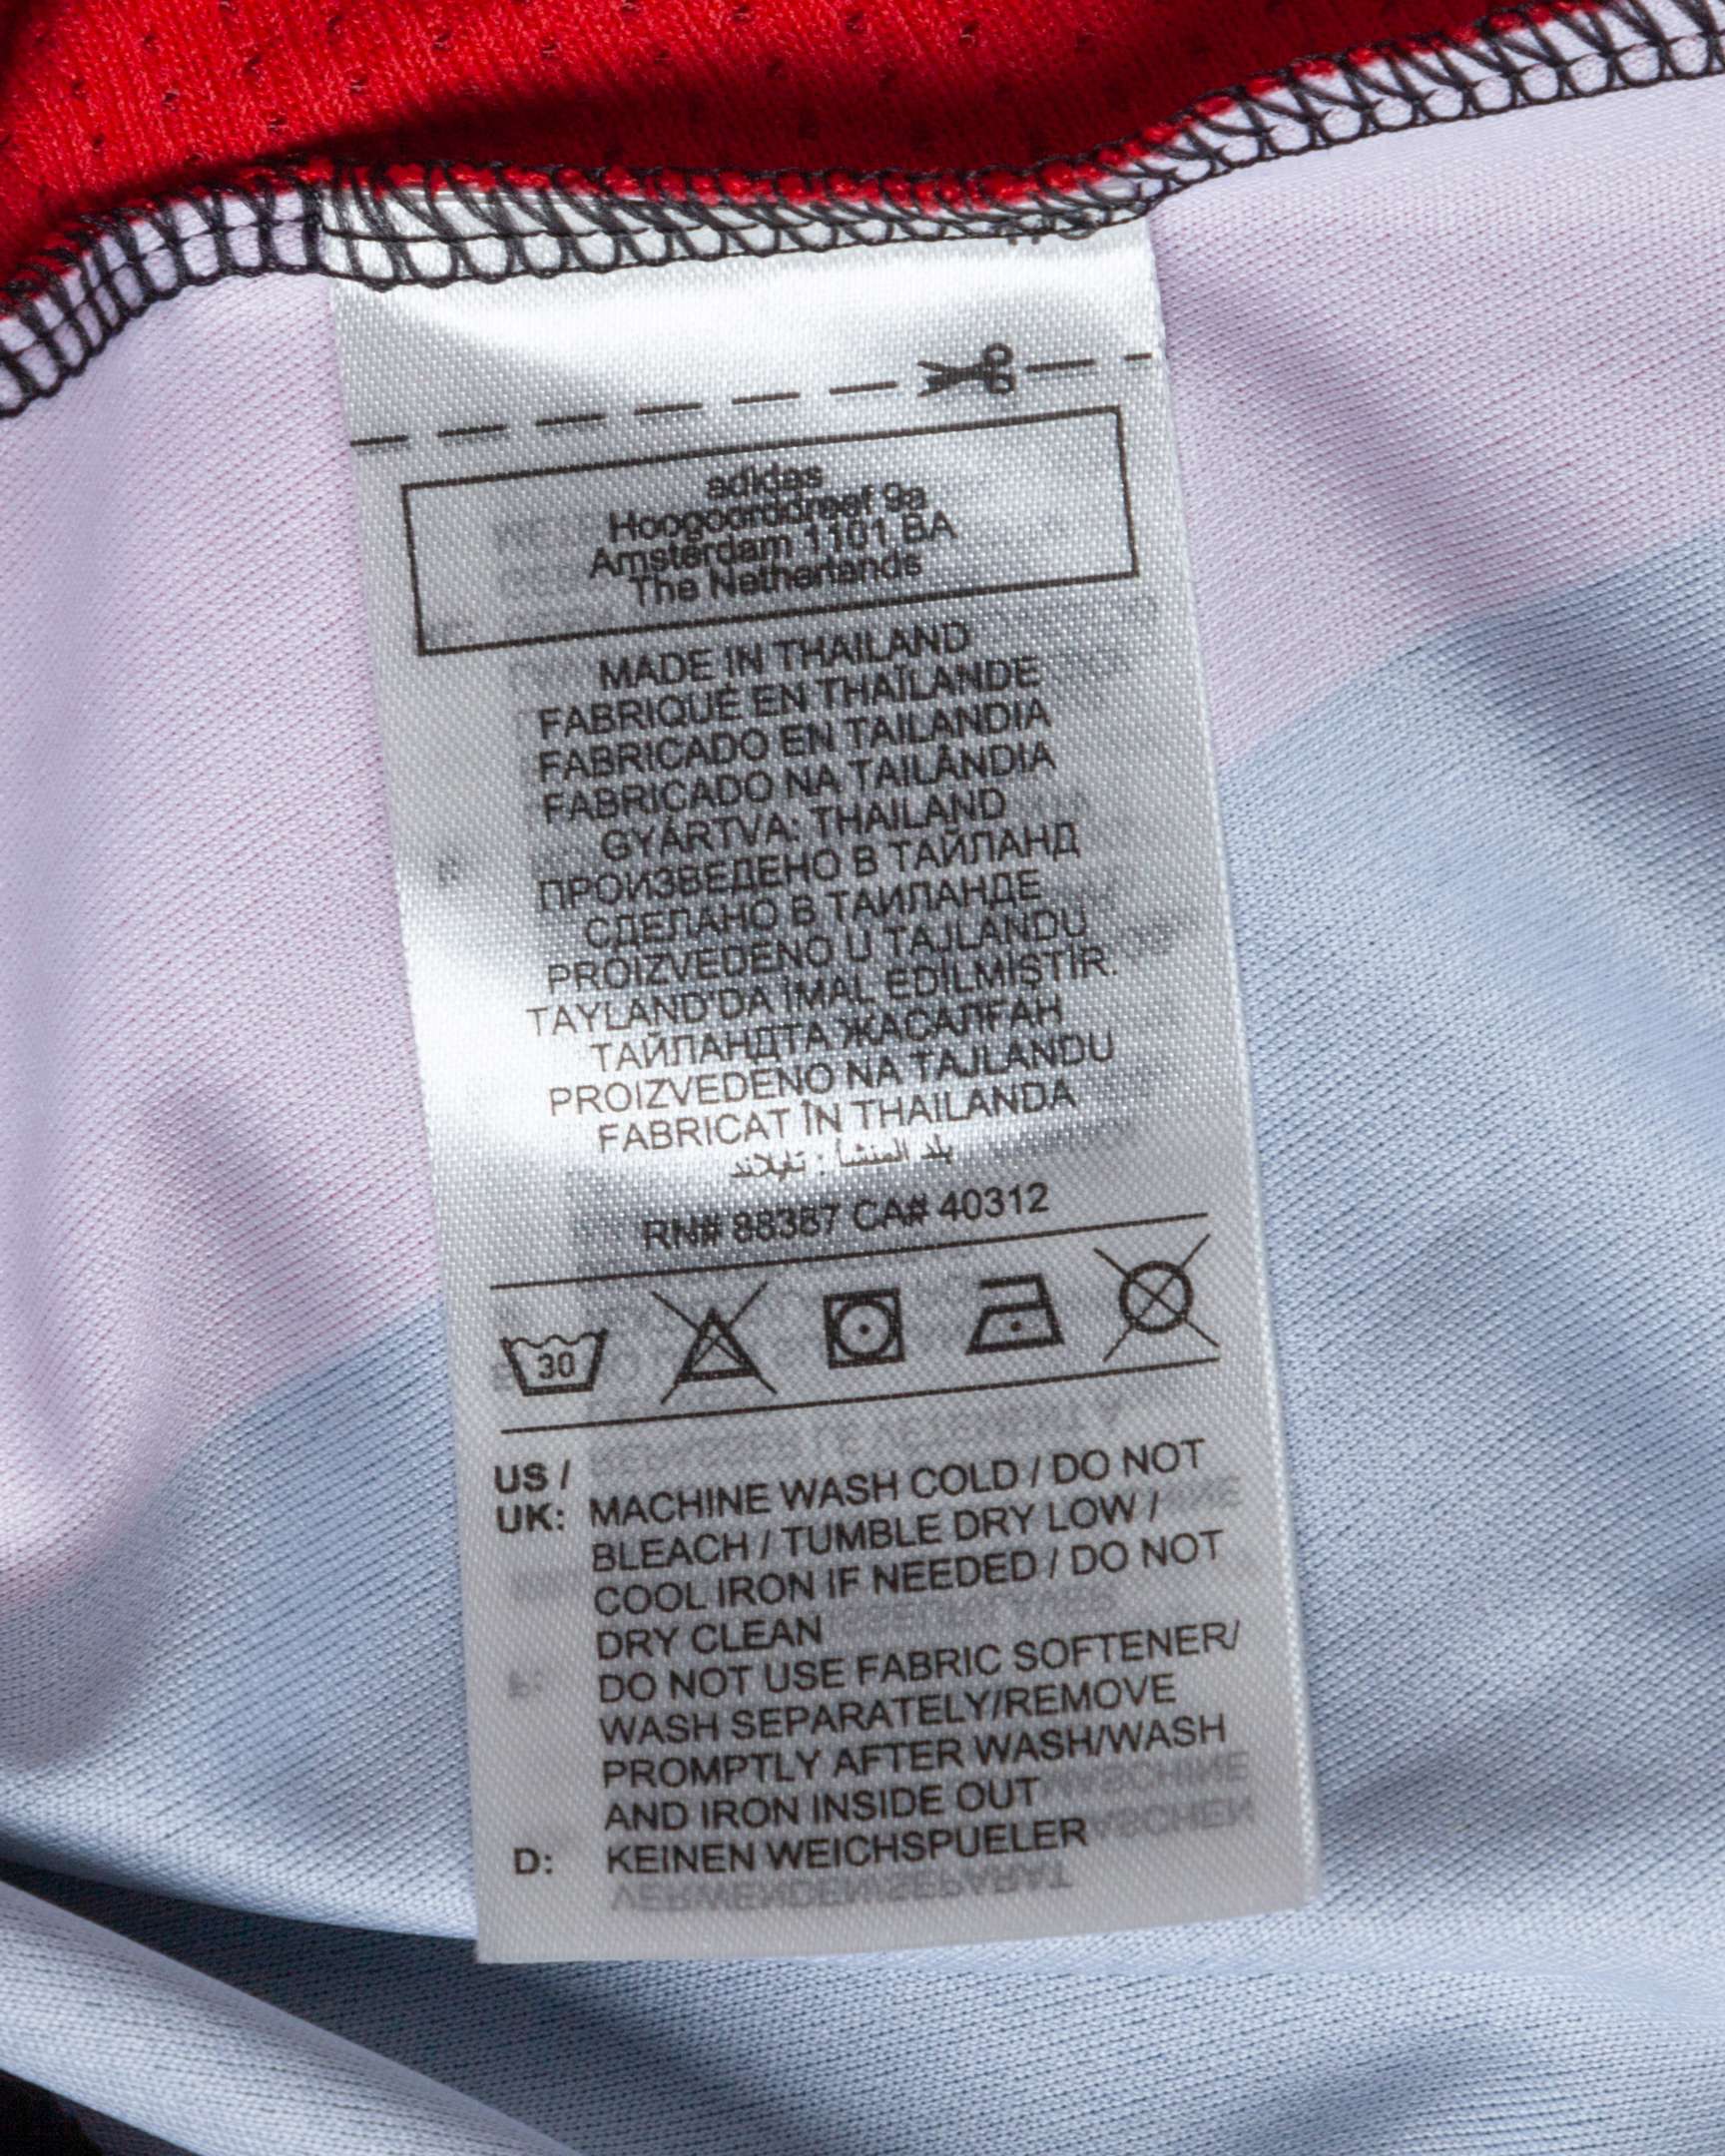 adidas
Hoogoorddreef 9a
Amsterdam 1101 BA
The Netherlands
MADE IN THAILAND
FABRIQUÉ EN THAÏLANDE
FABRICADO EN TAILANDIA
FABRICADO NA TAILÂNDIA
GYÁRTVA: THAILAND
ПРОИЗВЕДЕНО В ТАЙЛАНД
СДЕЛАНО В ТАИЛАНДЕ
PROIZVEDENO U TAJLANDU
TAYLAND'DA İMAL EDİLMİŞTİR.
ТАЙЛАНДТА ЖАСАЛҒАН
PROIZVEDENO NA TAJLANDU
FABRICAT ÎN THAILANDA
بلد المنشأ : تايلاند
RN# 88387 CA# 40312
30
US /
UK: MACHINE WASH COLD / DO NOT
BLEACH / TUMBLE DRY LOW /
COOL IRON IF NEEDED / DO NOT
DRY CLEAN
DO NOT USE FABRIC SOFTENER/
WASH SEPARATELY/REMOVE
PROMPTLY AFTER WASH/WASH
AND IRON INSIDE OUT
D: KEINEN WEICHSPUELER